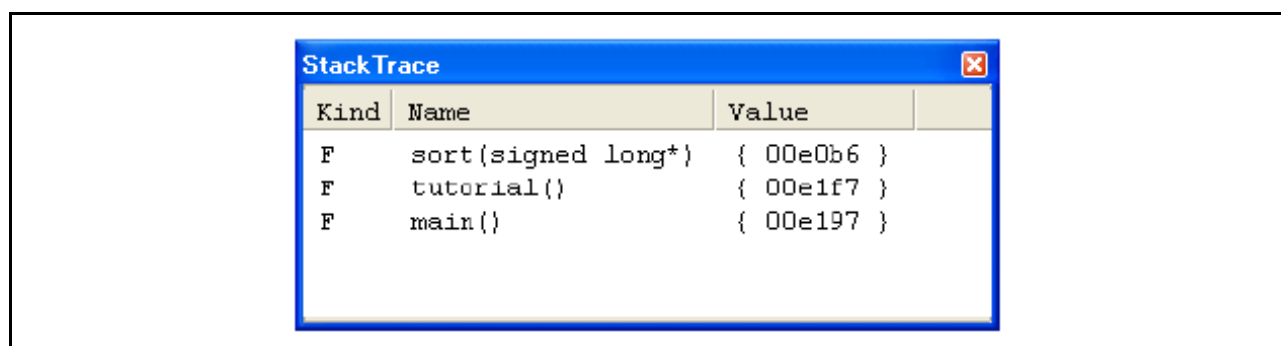 StackTrace
Kind Name Value
F sort(signed long*) { 00e0b6 }
F tutorial() { 00e1f7 }
F main() { 00e197 }